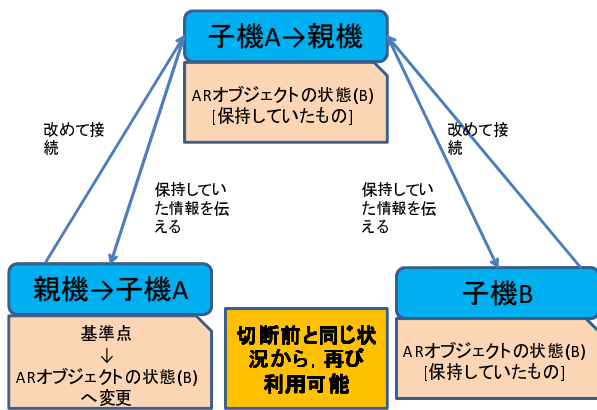 子機A→親機
ARオブジェクトの状態(B)
[保持していたもの]
改めて接
続
改めて接
続
保持してい
た情報を伝
える
保持してい
た情報を伝
える
親機→子機A
基準点
↓
ARオブジェクトの状態(B)
へ変更
切断前と同じ状
況から、再び
利用可能
子機B
ARオブジェクトの状態(B)
[保持していたもの]